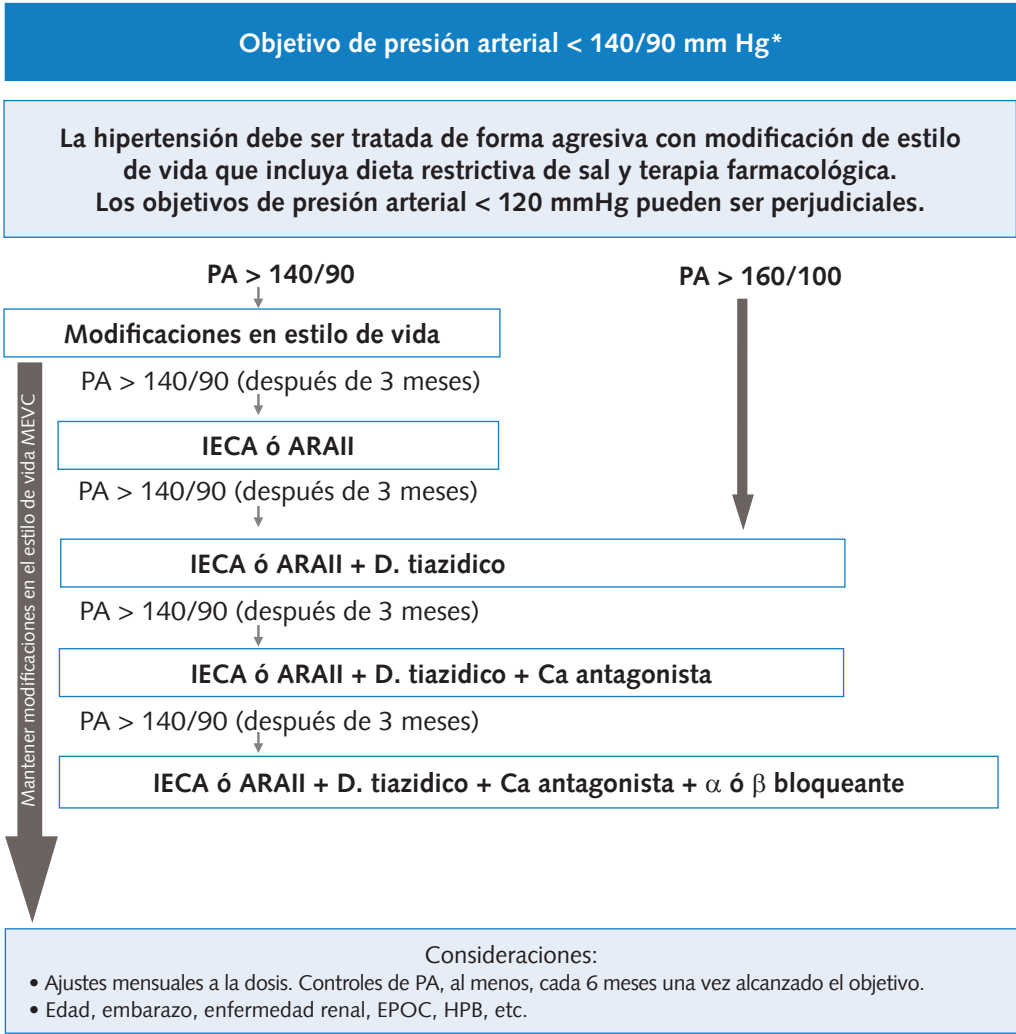 Objetivo de presión arterial < 140/90 mm Hg*
La hipertensión debe ser tratada de forma agresiva con modificación de estilo
de vida que incluya dieta restrictiva de sal y terapia farmacológica.
Los objetivos de presión arterial < 120 mmHg pueden ser perjudiciales.
PA > 140/90
PA > 160/100
Modificaciones en estilo de vida
PA > 140/90 (después de 3 meses)
IECA ó ARAII
PA > 140/90 (después de 3 meses)
IECA ó ARAII + D. tiazidico
PA > 140/90 (después de 3 meses)
IECA ó ARAII + D. tiazidico + Ca antagonista
PA > 140/90 (después de 3 meses)
IECA ó ARAII + D. tiazidico + Ca antagonista + α ó β bloqueante
Mantener modificaciones en el estilo de vida MEVC
Consideraciones:
• Ajustes mensuales a la dosis. Controles de PA, al menos, cada 6 meses una vez alcanzado el objetivo.
• Edad, embarazo, enfermedad renal, EPOC, HPB, etc.